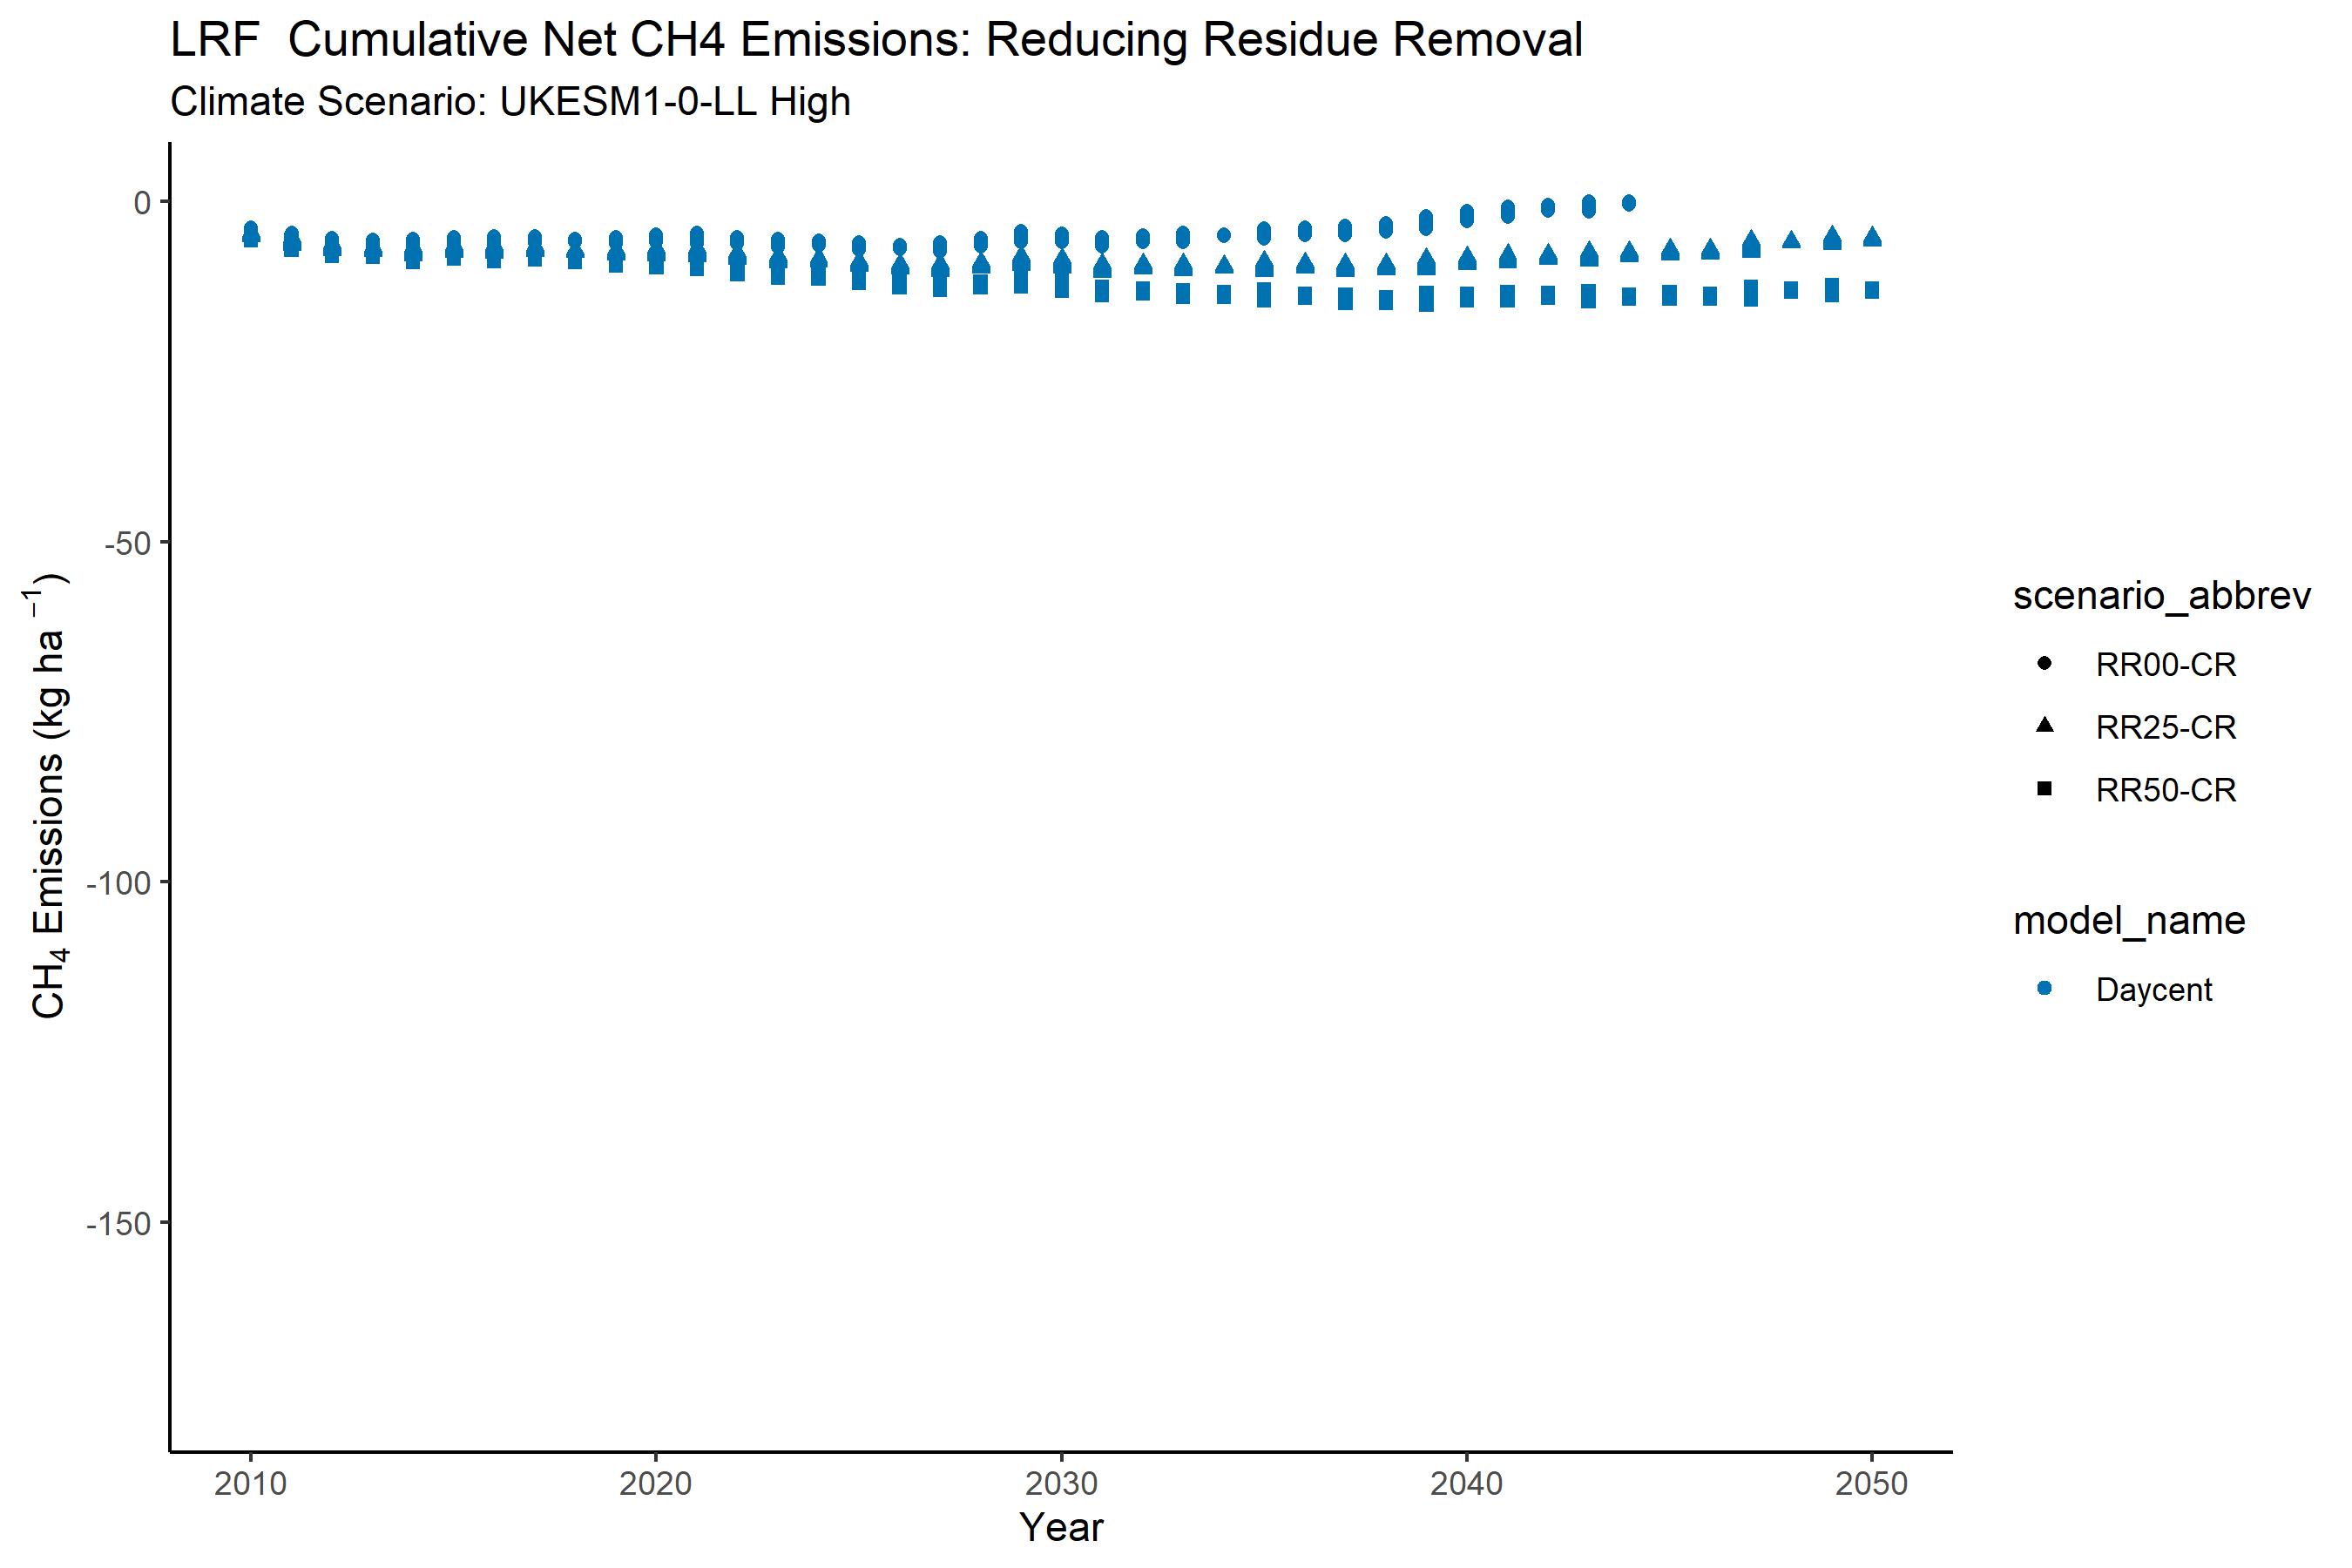 LRF  Cumulative Net CH4 Emissions: Reducing Residue Removal
Climate Scenario: UKESM1-0-LL High
CH₄ Emissions (kg ha ⁻¹)
0
-50
-100
-150
2010 2020 2030 2040 2050
Year
scenario_abbrev
RR00-CR
RR25-CR
RR50-CR
model_name
Daycent